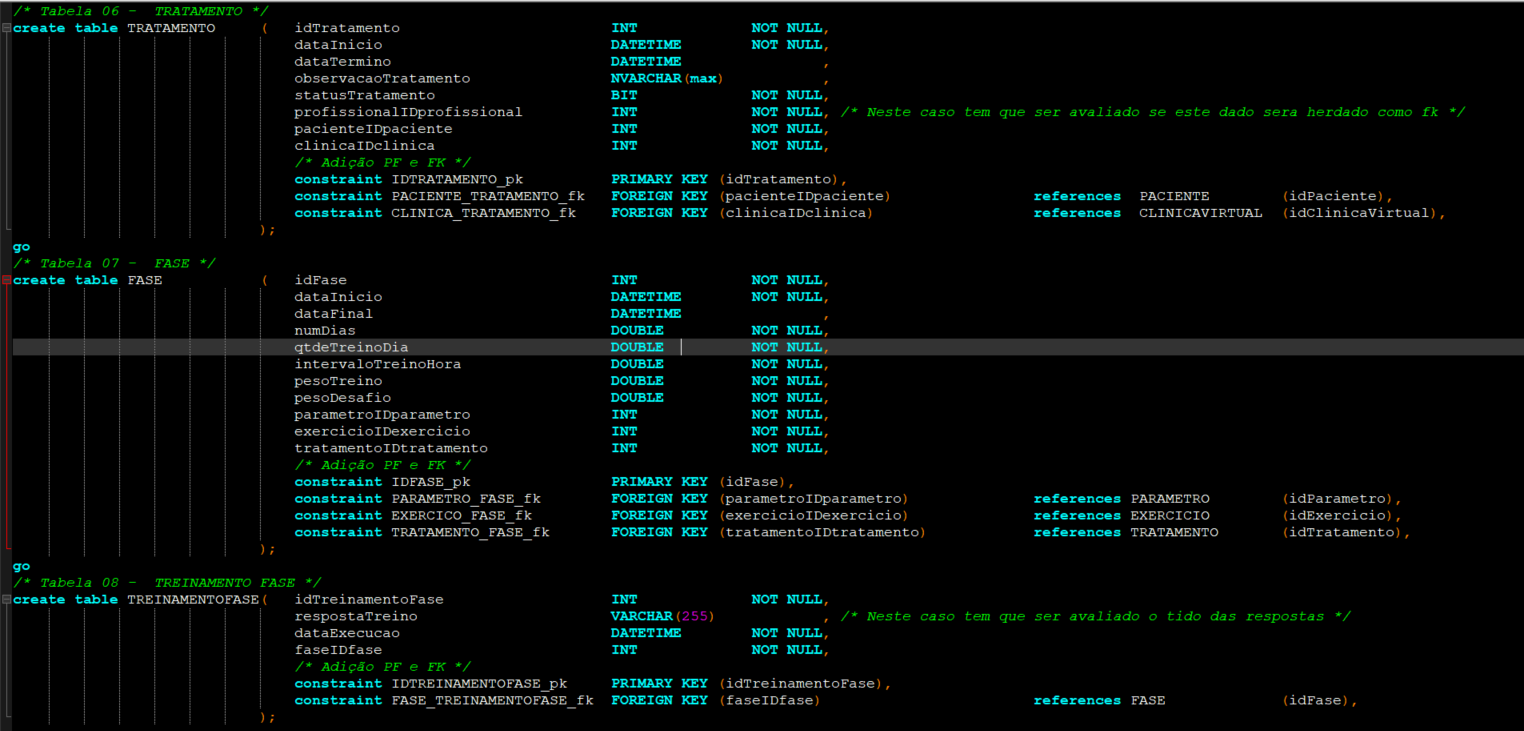 /* Tabela 06 -  TRATAMENTO */
create table TRATAMENTO ( idTratamento INT NOT NULL,
dataInicio DATETIME NOT NULL,
dataTermino DATETIME ,
observacaoTratamento NVARCHAR(max) ,
statusTratamento BIT NOT NULL,
profissionalIDprofissional INT NOT NULL, /* Neste caso tem que ser avaliado se este dado sera herdado como fk */
pacienteIDpaciente INT NOT NULL,
clinicaIDclinica INT NOT NULL,
/* Adição PF e FK */
constraint IDTRATAMENTO_pk PRIMARY KEY (idTratamento),
constraint PACIENTE_TRATAMENTO_fk FOREIGN KEY (pacienteIDpaciente) references PACIENTE (idPaciente),
constraint CLINICA_TRATAMENTO_fk FOREIGN KEY (clinicaIDclinica) references CLINICAVIRTUAL (idClinicaVirtual),
);
go
/* Tabela 07 -  FASE */
create table FASE ( idFase INT NOT NULL,
dataInicio DATETIME NOT NULL,
dataFinal DATETIME ,
numDias DOUBLE NOT NULL,
qtdeTreinoDia DOUBLE NOT NULL,
intervaloTreinoHora DOUBLE NOT NULL,
pesoTreino DOUBLE NOT NULL,
pesoDesafio DOUBLE NOT NULL,
parametroIDparametro INT NOT NULL,
exercicioIDexercicio INT NOT NULL,
tratamentoIDtratamento INT NOT NULL,
/* Adição PF e FK */
constraint IDFASE_pk PRIMARY KEY (idFase),
constraint PARAMETRO_FASE_fk FOREIGN KEY (parametroIDparametro) references PARAMETRO (idParametro),
constraint EXERCICO_FASE_fk FOREIGN KEY (exercicioIDexercicio) references EXERCICIO (idExercicio),
constraint TRATAMENTO_FASE_fk FOREIGN KEY (tratamentoIDtratamento) references TRATAMENTO (idTratamento),
);
go
/* Tabela 08 -  TREINAMENTO FASE */
create table TREINAMENTOFASE( idTreinamentoFase INT NOT NULL,
respostaTreino VARCHAR(255) , /* Neste caso tem que ser avaliado o tido das respostas */
dataExecucao DATETIME NOT NULL,
faseIDfase INT NOT NULL,
/* Adição PF e FK */
constraint IDTREINAMENTOFASE_pk PRIMARY KEY (idTreinamentoFase),
constraint FASE_TREINAMENTOFASE_fk FOREIGN KEY (faseIDfase) references FASE (idFase),
);